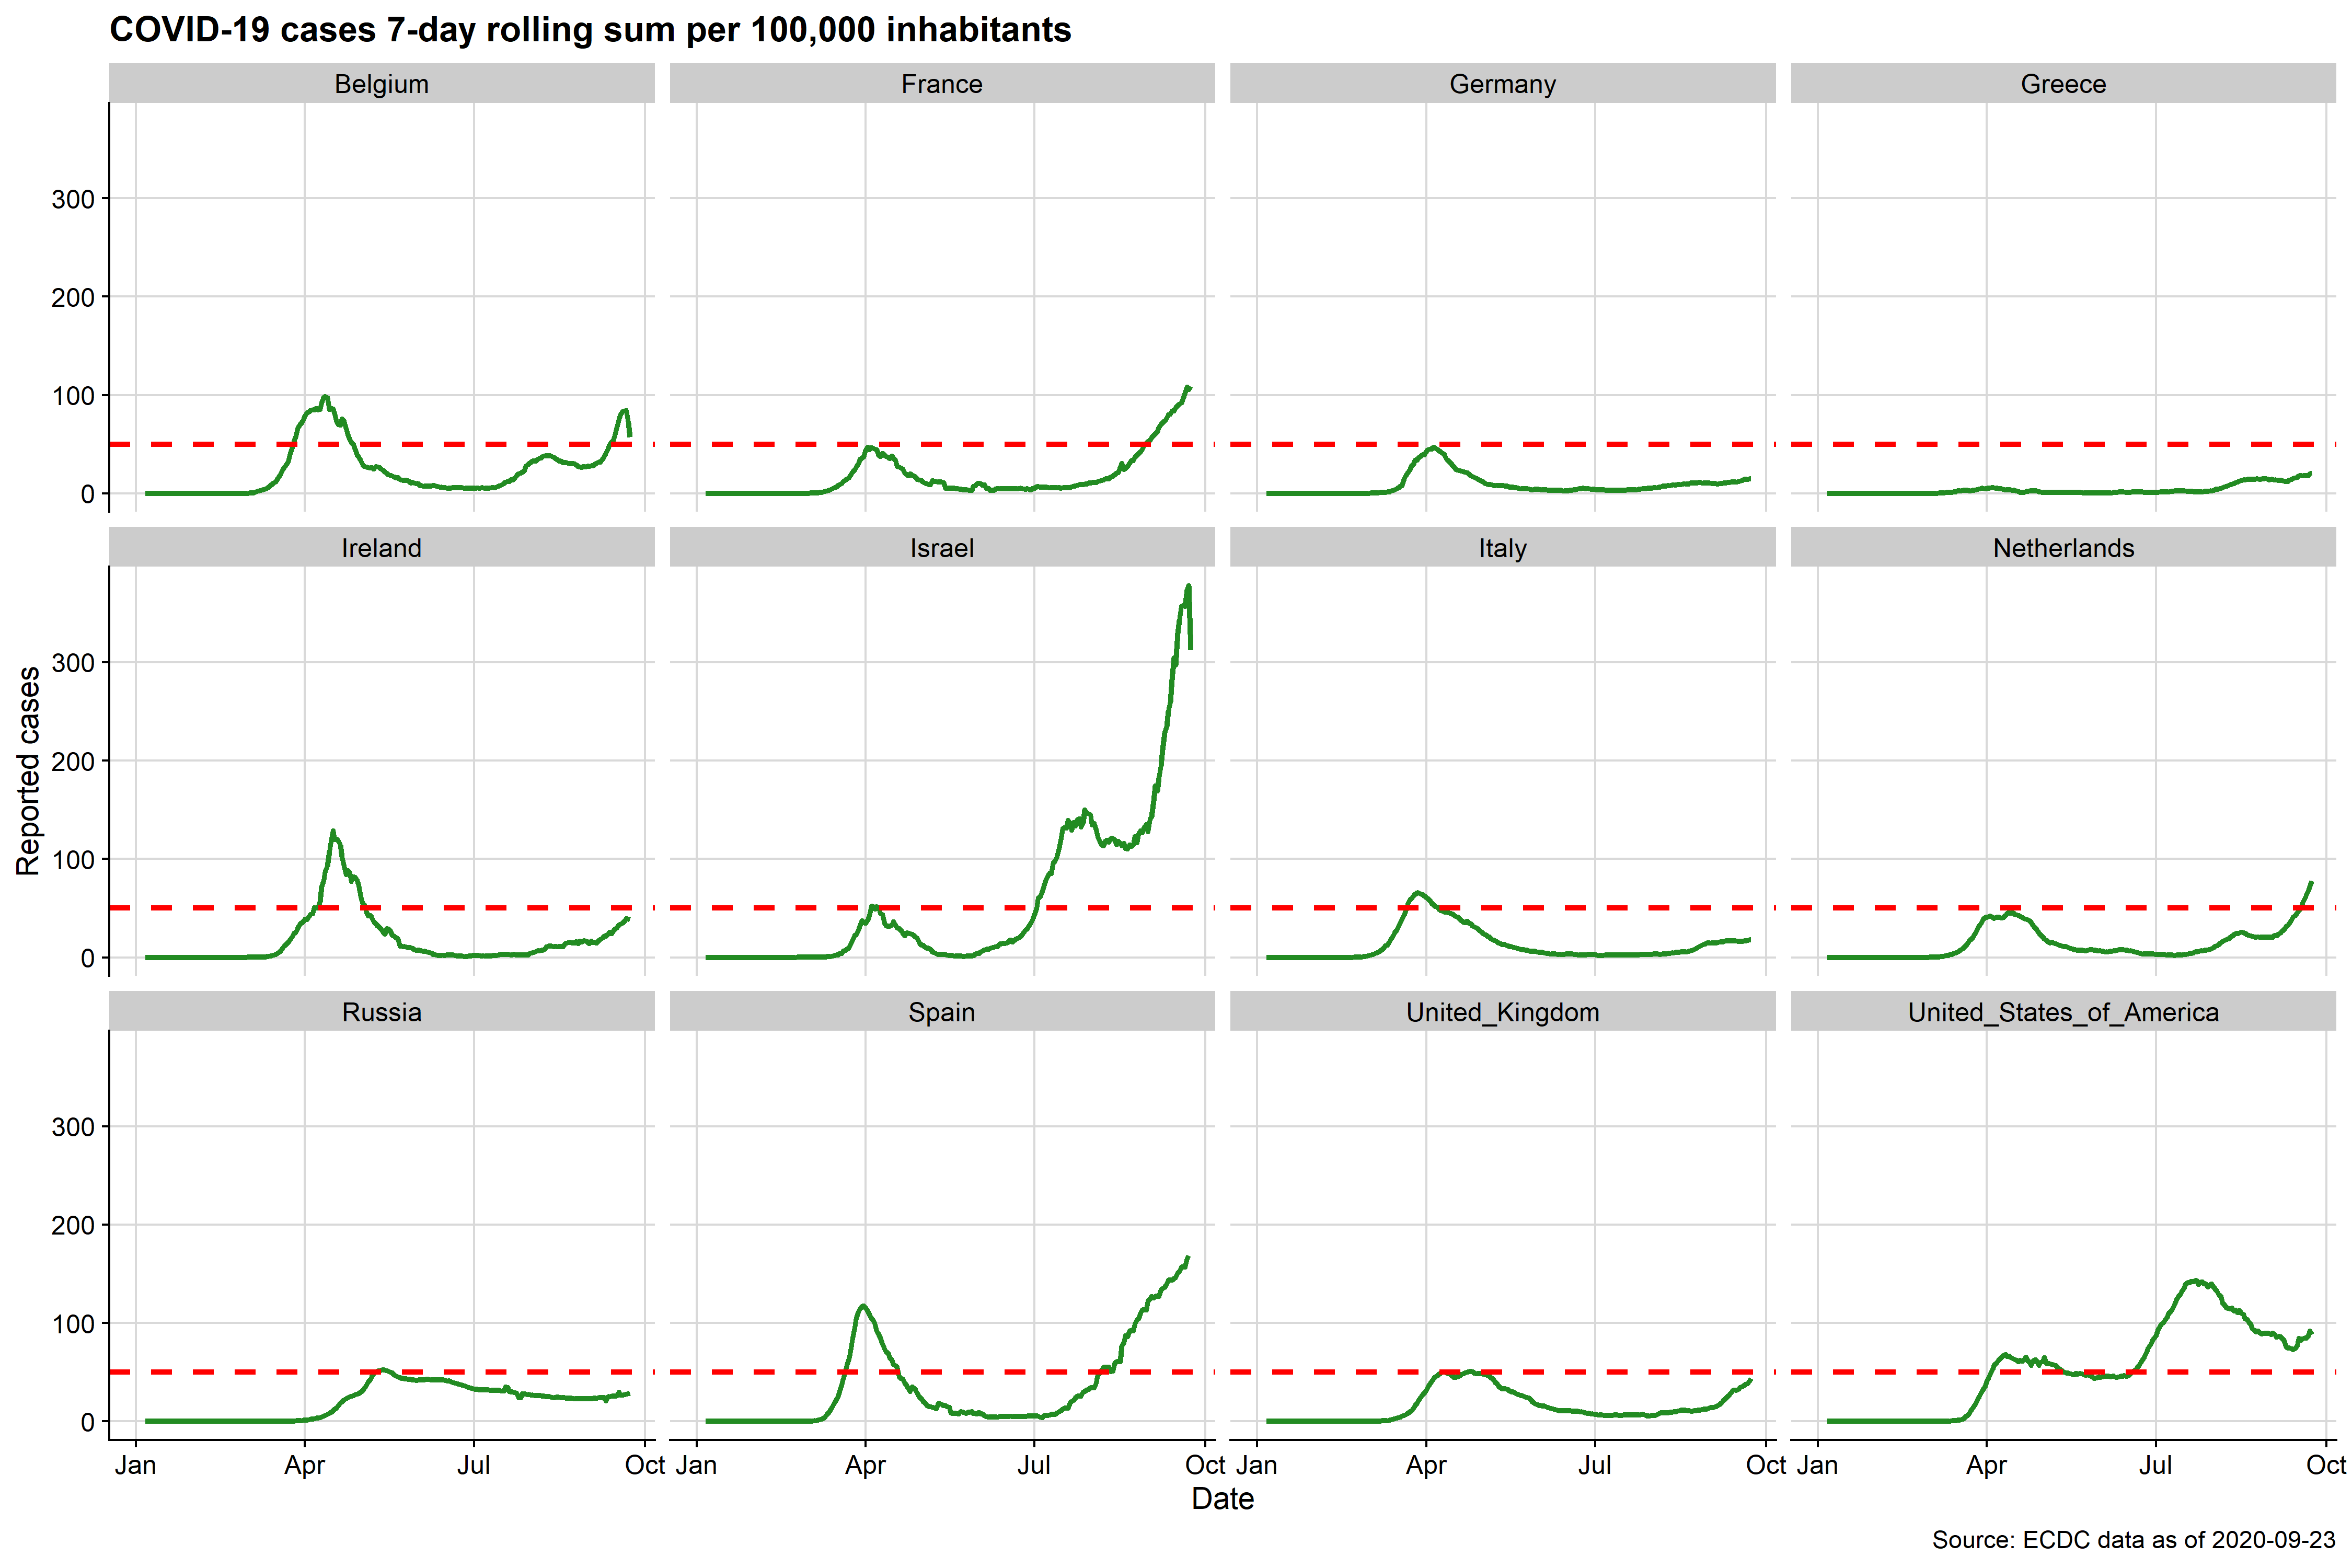 COVID-19 cases 7-day rolling sum per 100,000 inhabitants
Belgium France Germany Greece
300
200
100
0
Ireland Israel Italy Netherlands
Reported cases
300
200
100
0
Russia Spain United_Kingdom United_States_of_America
300
200
100
0
Jan Apr Jul Oct Jan Apr Jul Oct Jan Apr Jul Oct Jan Apr Jul Oct
Date
Source: ECDC data as of 2020-09-23